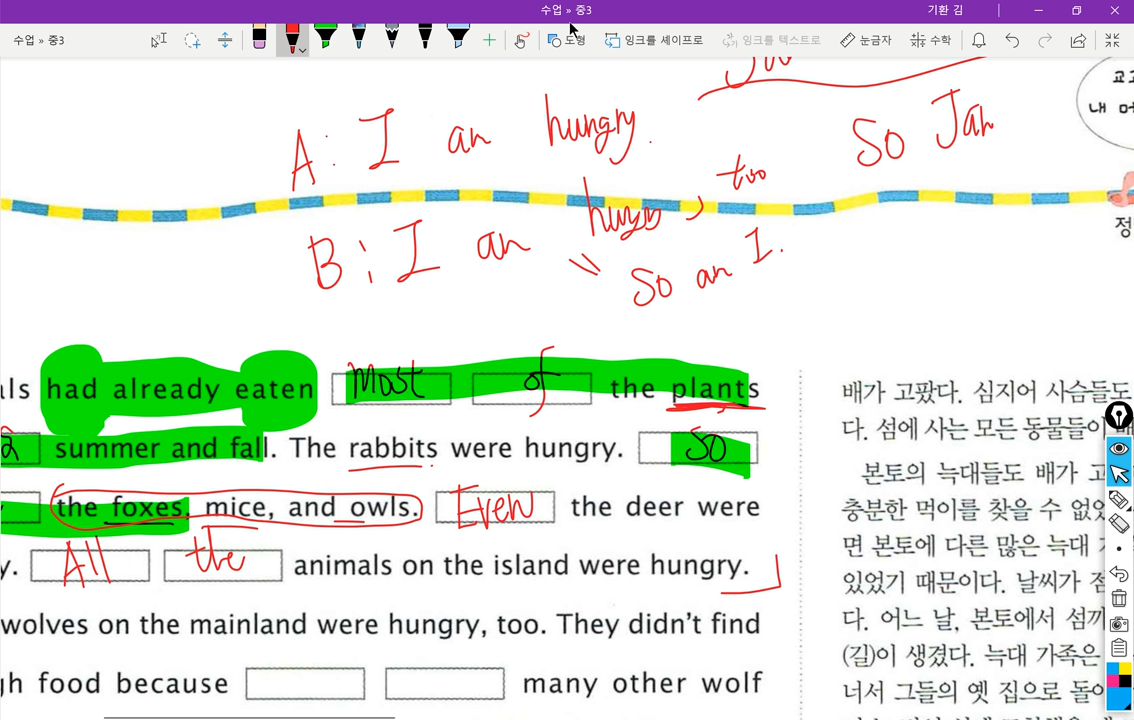 수업 » 중3
기환 김
수업 » 중3
도형
잉크를 셰이프로
잉크를 텍스트로
눈금자
수학
A: I an hungry.
So Jan
too
B: I an
So an I.
내 머
정
als had already eaten most of the plants
summer and fall. The rabbits were hungry. So
the foxes, mice, and owls. Even the deer were
y. All the animals on the island were hungry.
wolves on the mainland were hungry, too. They didn't find
gh food because many other wolf
배가 고팠다. 심지어 사슴들도
다. 섬에 사는 모든 동물들이
본토의 늑대들도 배가 고
충분한 먹이를 찾을 수 없었
면 본토에 다른 많은 늑대
있었기 때문이다. 날씨가 점
다. 어느 날, 본토에서 섬까
(길)이 생겼다. 늑대 가족은
너서 그들의 옛 집으로 돌아